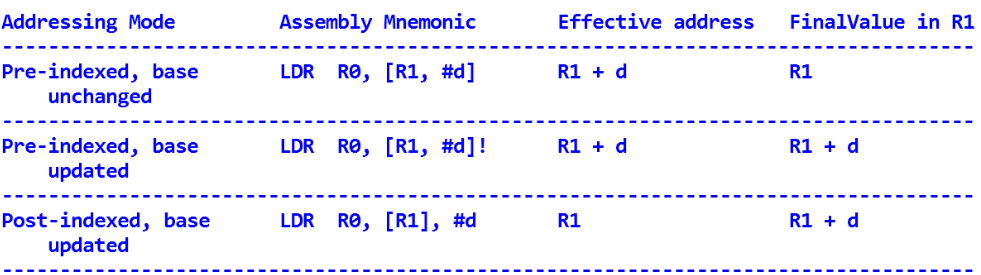 Addressing Mode Assembly Mnemonic Effective address FinalValue in R1
------------------------------------------------------------------------------------
Pre-indexed, base LDR R0, [R1, #d] R1 + d R1
unchanged
------------------------------------------------------------------------------------
Pre-indexed, base LDR R0, [R1, #d]! R1 + d R1 + d
updated
------------------------------------------------------------------------------------
Post-indexed, base LDR R0, [R1], #d R1 R1 + d
updated
------------------------------------------------------------------------------------